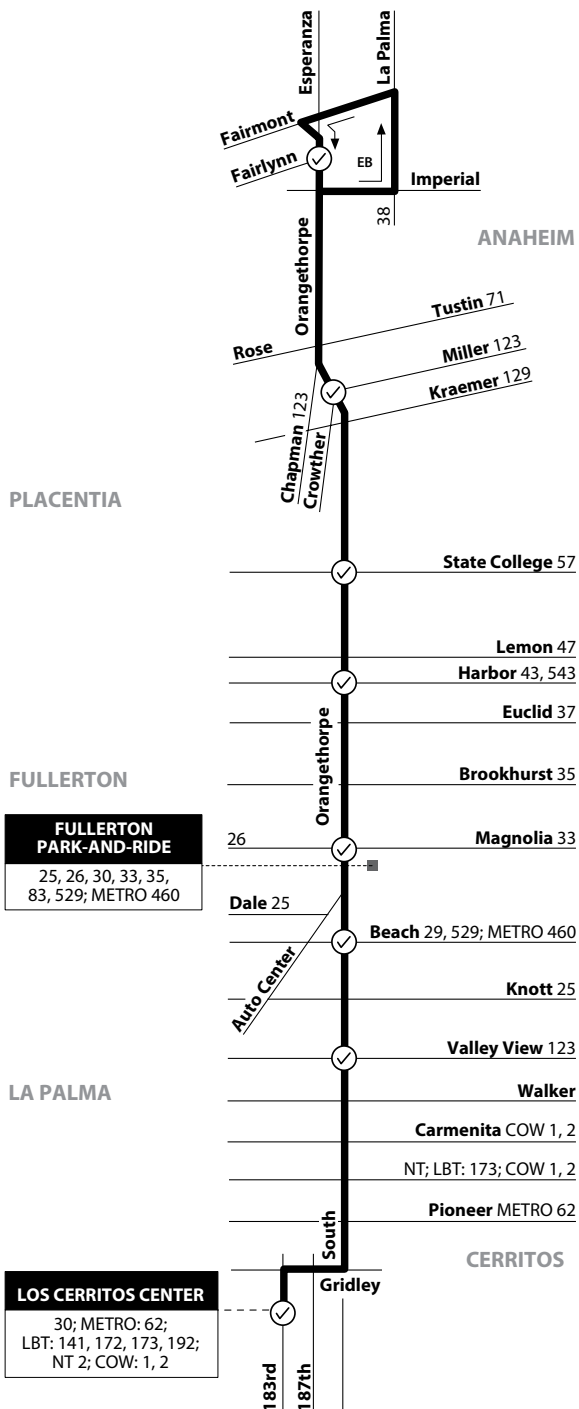 Esperanza
La Palma
Fairmont
Fairlynn
EB
Imperial
38
ANAHEIM
Orangethorpe
Tustin 71
Rose
Miller 123
Kraemer 129
Chapman 123
Crowther
PLACENTIA
State College 57
Lemon 47
Harbor 43, 543
Euclid 37
Orangethorpe
FULLERTON
Brookhurst 35
FULLERTON
PARK-AND-RIDE
25, 26, 30, 33, 35,
83, 529; METRO 460
26
Magnolia 33
Dale 25
Beach 29, 529; METRO 460
Auto Center
Knott 25
Valley View 123
LA PALMA
Walker
Carmenita COW 1, 2
NT; LBT: 173; COW 1, 2
Pioneer METRO 62
South
CERRITOS
Gridley
LOS CERRITOS CENTER
30; METRO: 62;
LBT: 141, 172, 173, 192;
NT 2; COW: 1, 2
183rd
187th